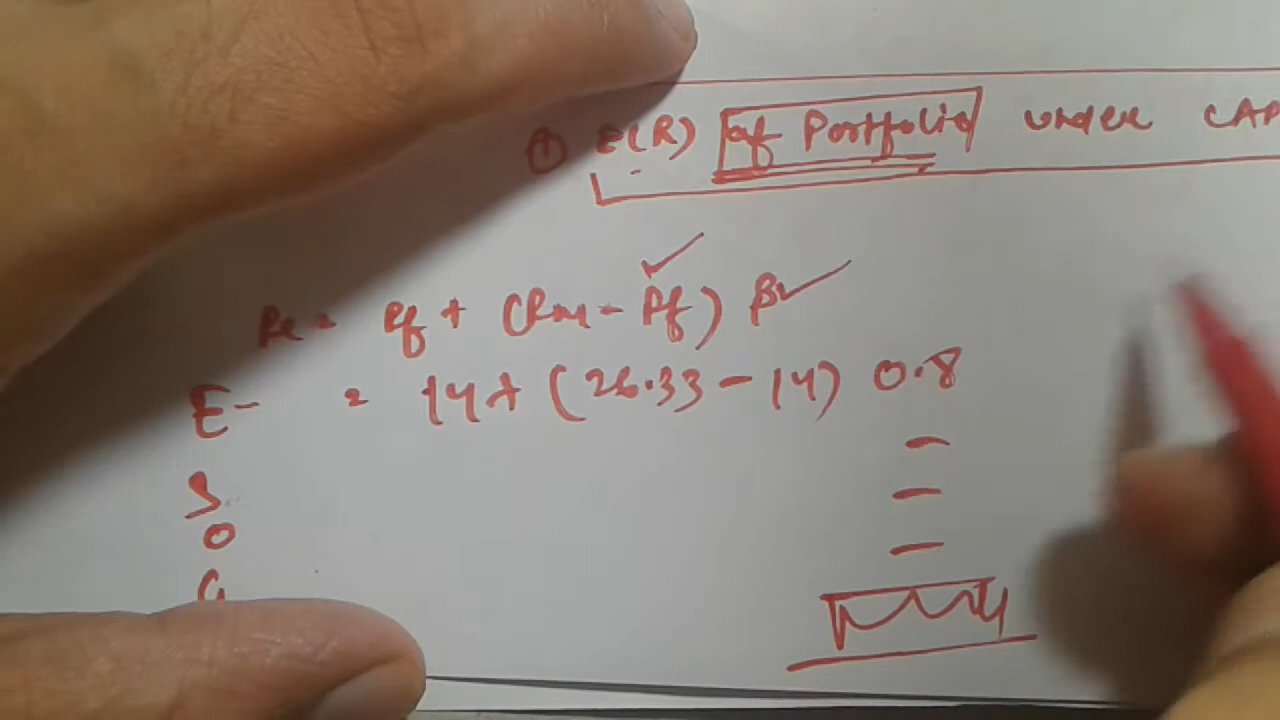 ① E(R) of Portfolio under CAP
Re = Rf + (Rm - Rf) β
E - = 14 + (26.33 - 14) 0.8
S -
O -
G -